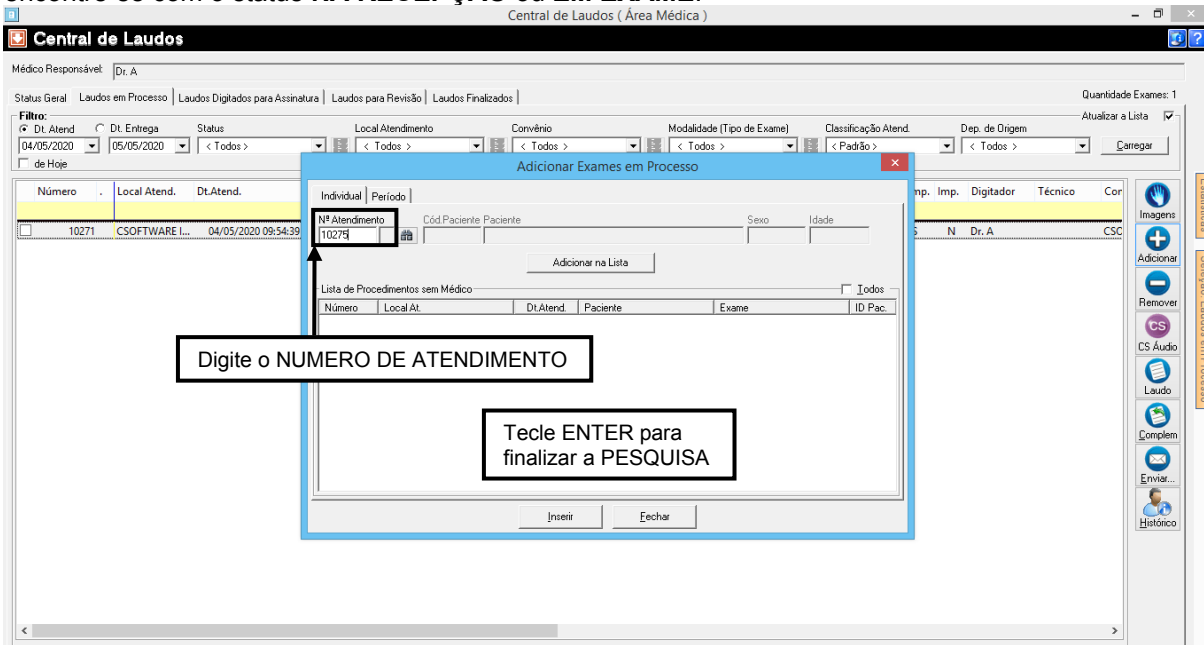 Central de Laudos ( Área Médica )
Central de Laudos
Médico Responsável: Dr. A
Status Geral Laudos em Processo Laudos Digitados para Assinatura Laudos para Revisão Laudos Finalizados Quantidade Exames: 1
Filtro: Atualizar a Lista
Dt. Atend Dt. Entrega Status Local Atendimento Convênio Modalidade (Tipo de Exame) Classificação Atend. Dep. de Origem
04/05/2020 05/05/2020 < Todos > < Todos > < Todos > < Todos > < Padrão > < Todos > Carregar
de Hoje
Adicionar Exames em Processo
Número . Local Atend. Dt.Atend. mp. Imp. Digitador Técnico Cor
10271 CSOFTWARE I... 04/05/2020 09:54:39 S N Dr. A CSC
Individual Período
Nª Atendimento Cód.Paciente Paciente Sexo Idade
10275
Adicionar na Lista
Lista de Procedimentos sem Médico Todos
Número Local At. Dt.Atend. Paciente Exame ID Pac.
Digite o NUMERO DE ATENDIMENTO
Tecle ENTER para
finalizar a PESQUISA
Inserir Fechar
Imagens
Adicionar
Remover
CS
CS Áudio
Laudo
Complem
Enviar...
Histórico